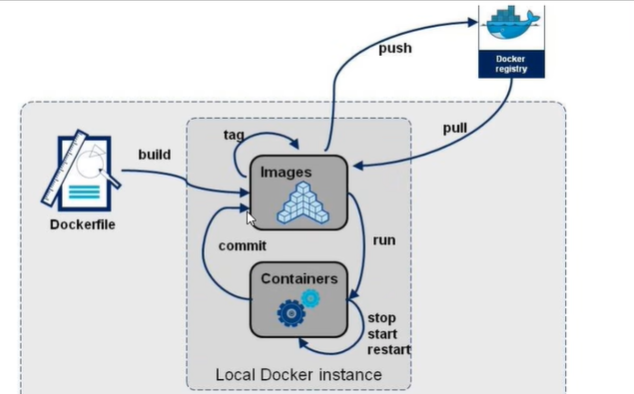 push
Docker
registry
pull
tag
build
Images
Dockerfile
commit
run
Containers
stop
start
restart
Local Docker instance